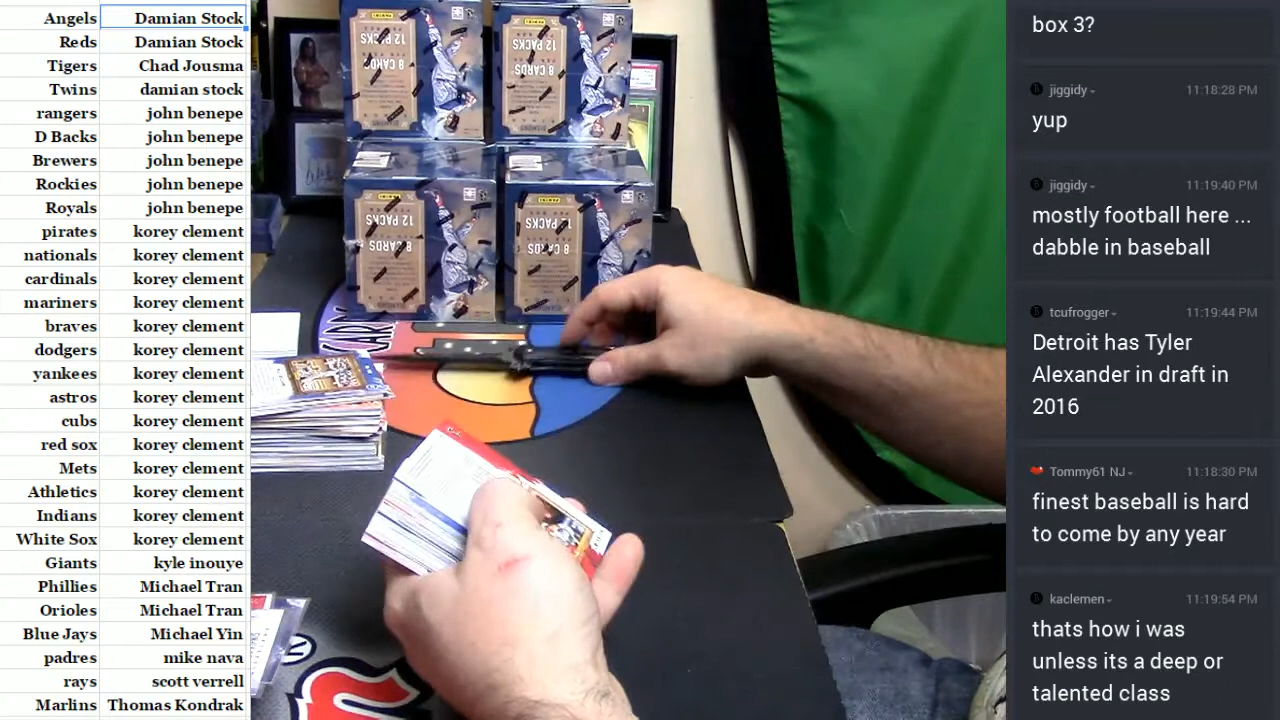 Angels Damian Stock
Reds Damian Stock
Tigers Chad Jousma
Twins damian stock
rangers john benepe
D Backs john benepe
Brewers john benepe
Rockies john benepe
Royals john benepe
pirates korey clement
nationals korey clement
cardinals korey clement
mariners korey clement
braves korey clement
dodgers korey clement
yankees korey clement
astros korey clement
cubs korey clement
red sox korey clement
Mets korey clement
Athletics korey clement
Indians korey clement
White Sox korey clement
Giants kyle inouye
Phillies Michael Tran
Orioles Michael Tran
Blue Jays Michael Yin
padres mike nava
rays scott verrell
Marlins Thomas Kondrak
12 PACKS
8 CARDS
12 PACKS
8 CARDS
12 PACKS
8 CARDS
12 PACKS
8 CARDS
box 3?
jiggidy 11:18:28 PM
yup
jiggidy 11:19:40 PM
mostly football here ...
dabble in baseball
tcufrogger 11:19:44 PM
Detroit has Tyler
Alexander in draft in
2016
Tommy61 NJ 11:18:30 PM
finest baseball is hard
to come by any year
kaclemen 11:19:54 PM
thats how i was
unless its a deep or
talented class